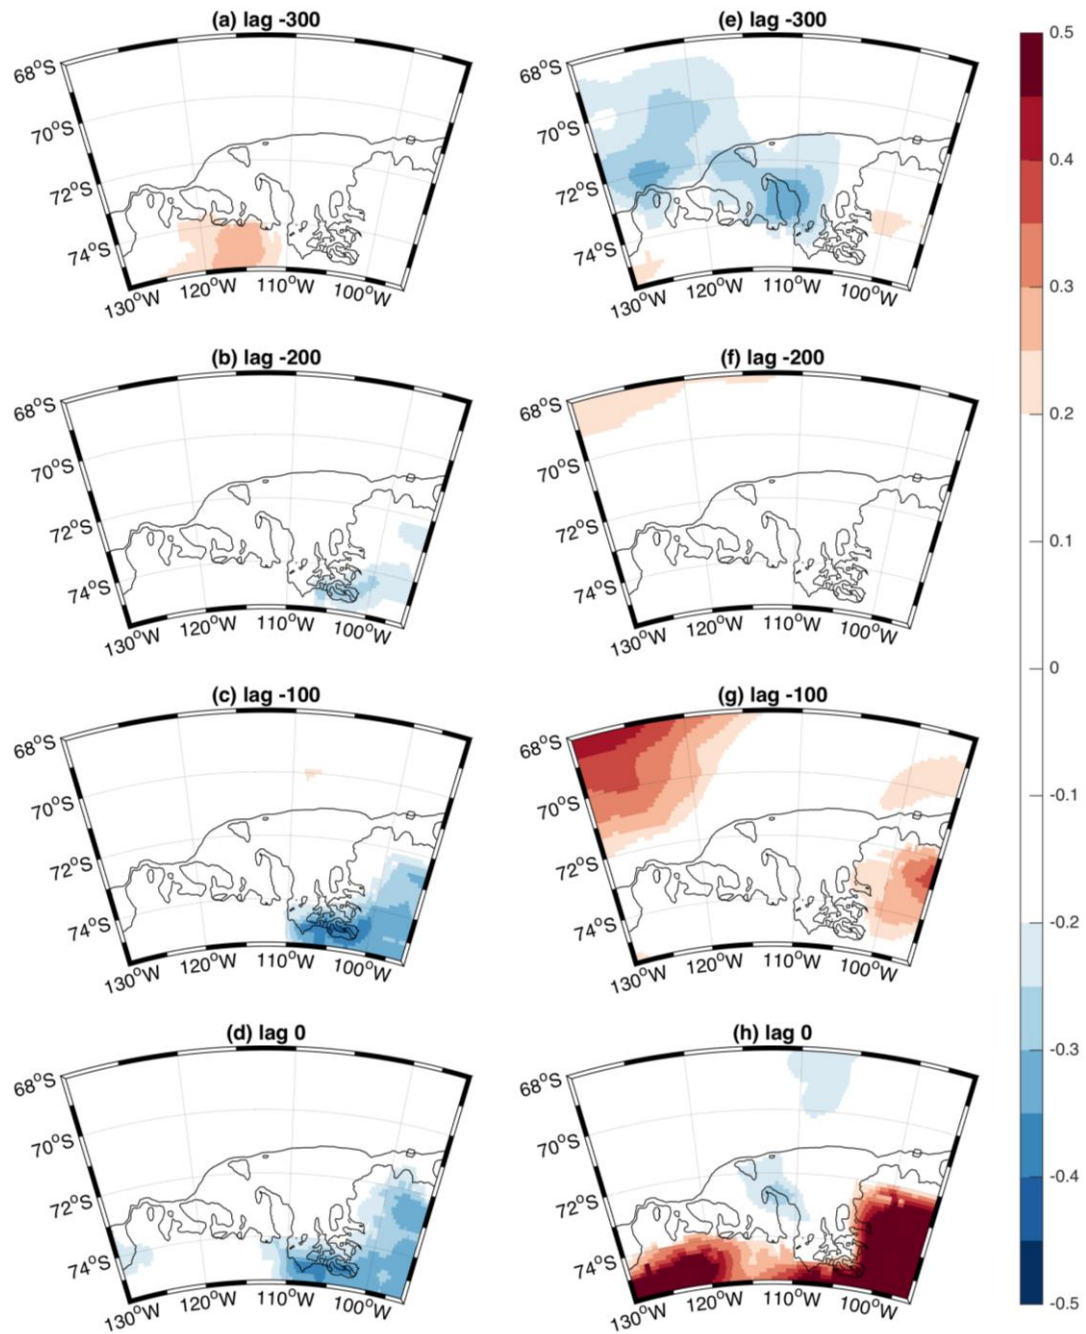 (a) lag -300
68°S
70°S
72°S
74°S
130°W
120°W
110°W
100°W
(e) lag -300
68°S
70°S
72°S
74°S
130°W
120°W
110°W
100°W
(b) lag -200
68°S
70°S
72°S
74°S
130°W
120°W
110°W
100°W
(f) lag -200
68°S
70°S
72°S
74°S
130°W
120°W
110°W
100°W
(c) lag -100
68°S
70°S
72°S
74°S
130°W
120°W
110°W
100°W
(g) lag -100
68°S
70°S
72°S
74°S
130°W
120°W
110°W
100°W
(d) lag 0
68°S
70°S
72°S
74°S
130°W
120°W
110°W
100°W
(h) lag 0
68°S
70°S
72°S
74°S
130°W
120°W
110°W
100°W
0.5
0.4
0.3
0.2
0.1
0
-0.1
-0.2
-0.3
-0.4
-0.5